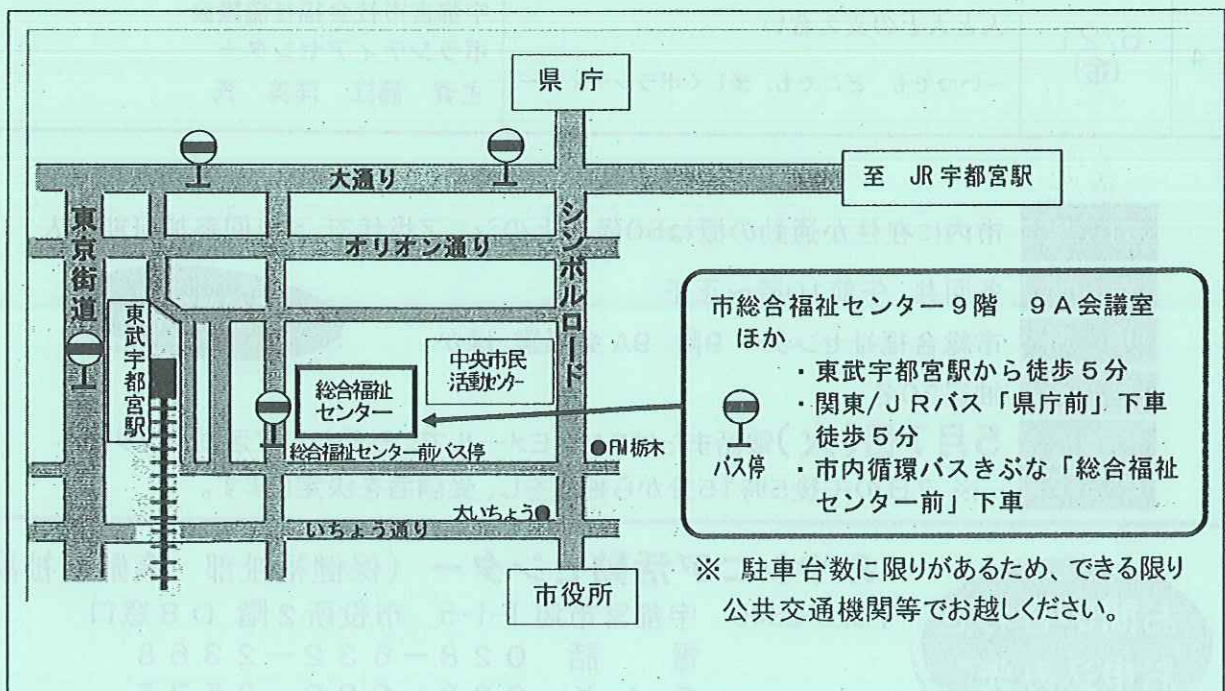 県庁
大通り
至 JR宇都宮駅
東京街道
オリオン通り
シンボルロード
東武宇都宮駅
中央市民
活動センター
総合福祉
センター
総合福祉センター前バス停
FM栃木
大いちょう
いちょう通り
市役所
市総合福祉センター9階 9A会議室
ほか
・東武宇都宮駅から徒歩5分
・関東/JRバス「県庁前」下車
徒歩5分
バス停
・市内循環バスきぶな「総合福祉
センター前」下車
※ 駐車台数に限りがあるため、できる限り
公共交通機関等でお越しください。